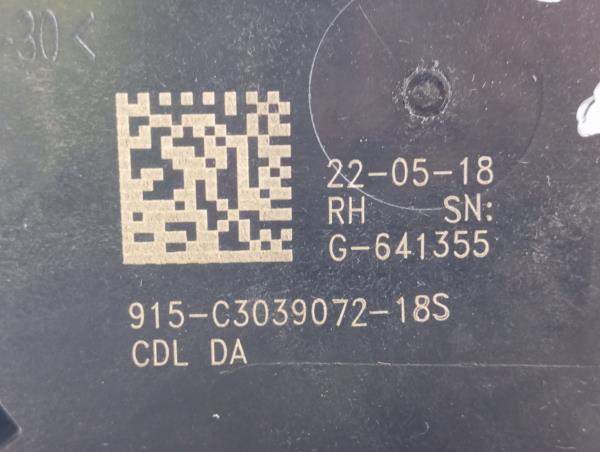 30<
22-05-18
RH SN:
G-641355
915-C3039072-18S
CDL DA